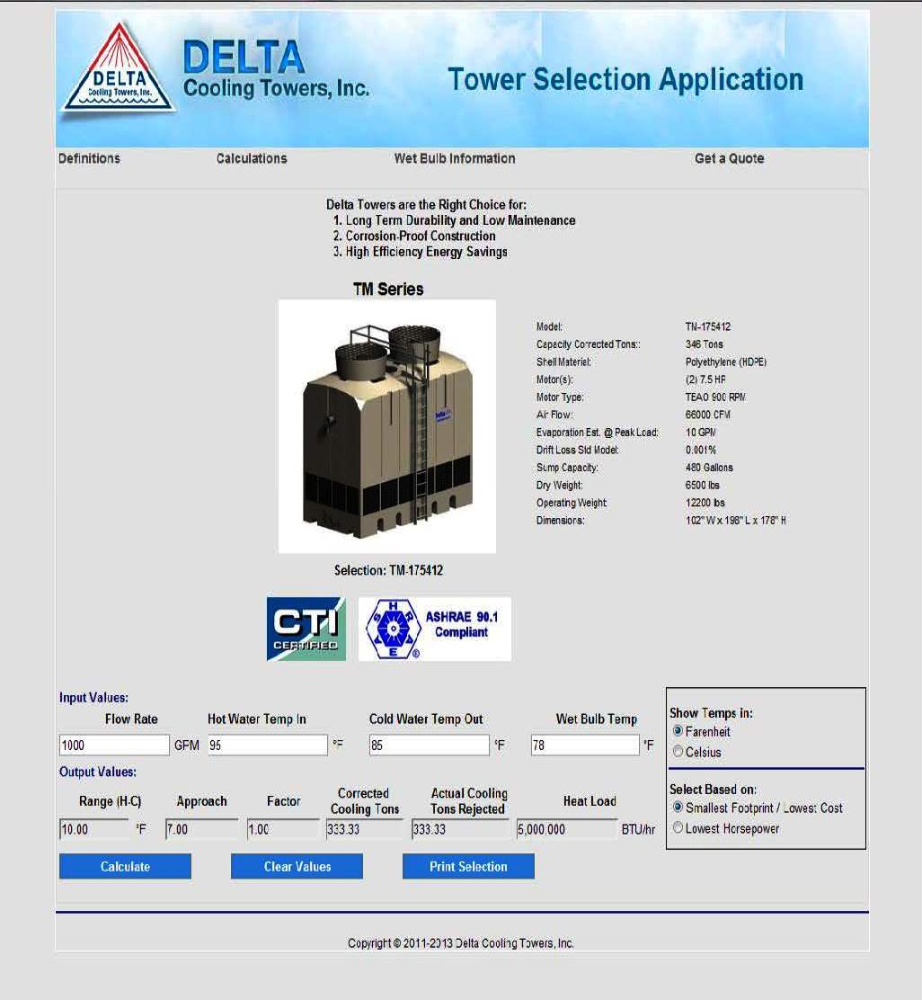 DELTA
Cooling Towers, Inc.
DELTA
Cooling Towers, Inc.
Tower Selection Application
Definitions Calculations Wet Bulb Information Get a Quote
Delta Towers are the Right Choice for:
1. Long Term Durability and Low Maintenance
2. Corrosion-Proof Construction
3. High Efficiency Energy Savings
TM Series
Model: TM-175412
Capacity Corrected Tons:: 346 Tons
Shell Material: Polyethylene (HDPE)
Motor(s): (2) 7.5 HP
Motor Type: TEAO 900 RPM
Air Flow: 66000 CFM
Evaporation Est. @ Peak Load: 10 GPM
Drift Loss Std Model: 0.001%
Sump Capacity: 480 Gallons
Dry Weight: 6500 lbs
Operating Weight: 12200 lbs
Dimensions: 102" W x 198" L x 178" H
Selection: TM-175412
CTI
CERTIFIED
ASHRAE
®
ASHRAE 90.1
Compliant
Input Values:
Flow Rate Hot Water Temp In Cold Water Temp Out Wet Bulb Temp
1000 GPM 95 °F 85 °F 78 °F
Output Values:
Range (H-C) Approach Factor Corrected Cooling Tons Actual Cooling Tons Rejected Heat Load
10.00 °F 7.00 1.00 333.33 333.33 5,000,000 BTU/hr
Show Temps in:
Farenheit
Celsius
Select Based on:
Smallest Footprint / Lowest Cost
Lowest Horsepower
Calculate Clear Values Print Selection
Copyright © 2011-2013 Delta Cooling Towers, Inc.